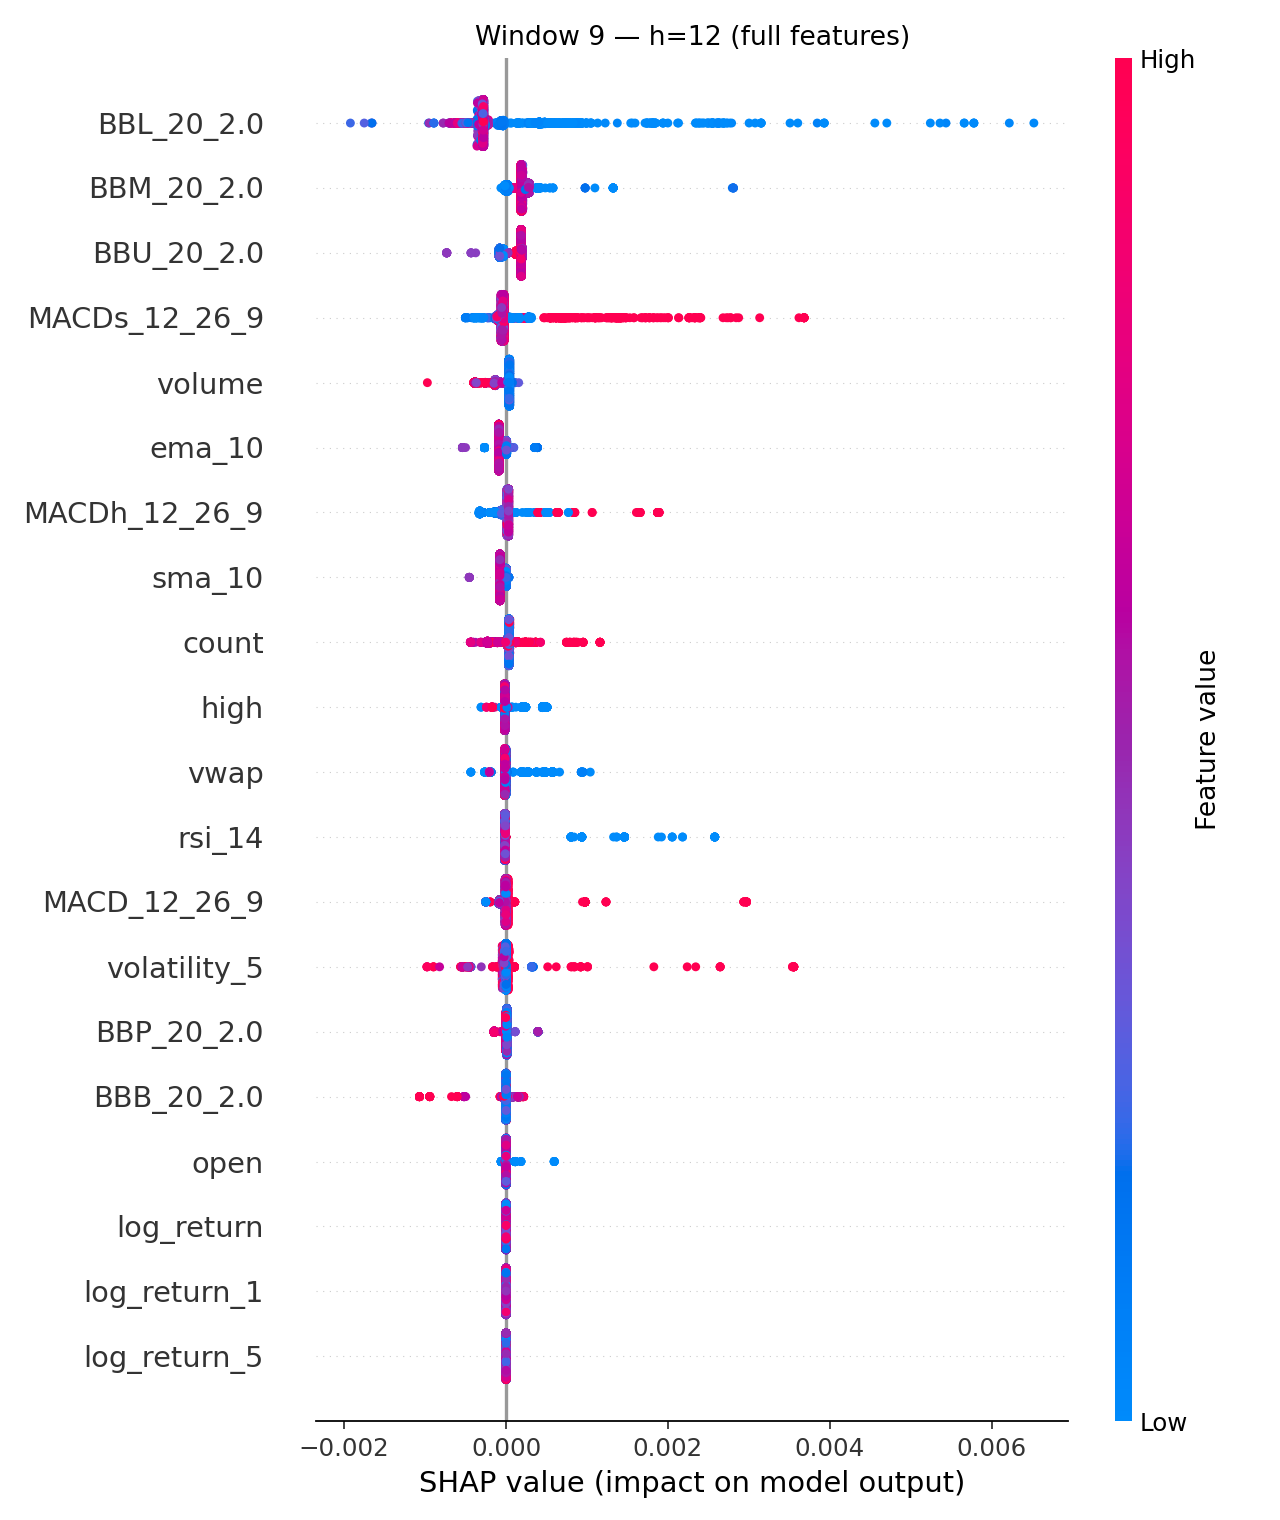 Window 9 — h=12 (full features)
High
BBL_20_2.0
BBM_20_2.0
BBU_20_2.0
MACDs_12_26_9
volume
ema_10
MACDh_12_26_9
sma_10
count
high
vwap
rsi_14
MACD_12_26_9
volatility_5
BBP_20_2.0
BBB_20_2.0
open
log_return
log_return_1
log_return_5
Feature value
Low
−0.002 0.000 0.002 0.004 0.006
SHAP value (impact on model output)